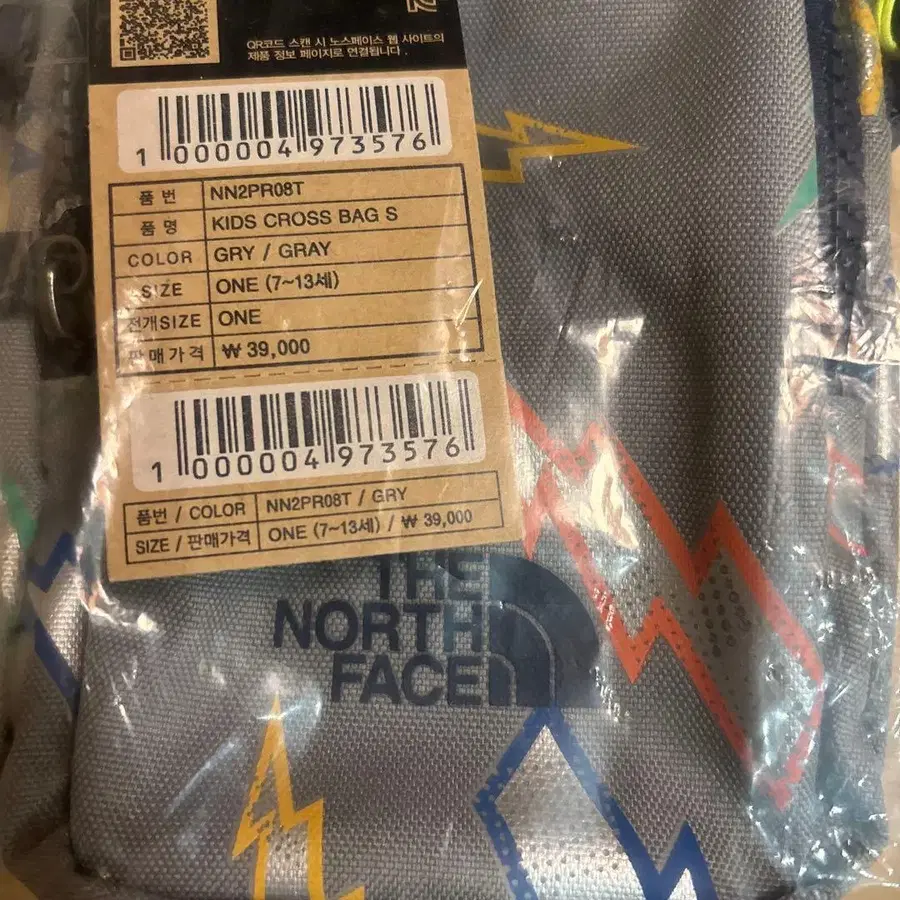 QR코드 스캔 시 노스페이스 웹 사이트의
제품 정보 페이지로 연결됩니다.
1 000004 973576
품 번 NN2PR08T
품 명 KIDS CROSS BAG S
COLOR GRY / GRAY
SIZE ONE (7~13세)
전개SIZE ONE
판매가격 ₩ 39,000
1 000004 973576
품번 / COLOR NN2PR08T / GRY
SIZE / 판매가격 ONE (7~13세) / ₩ 39,000
THE
NORTH
FACE